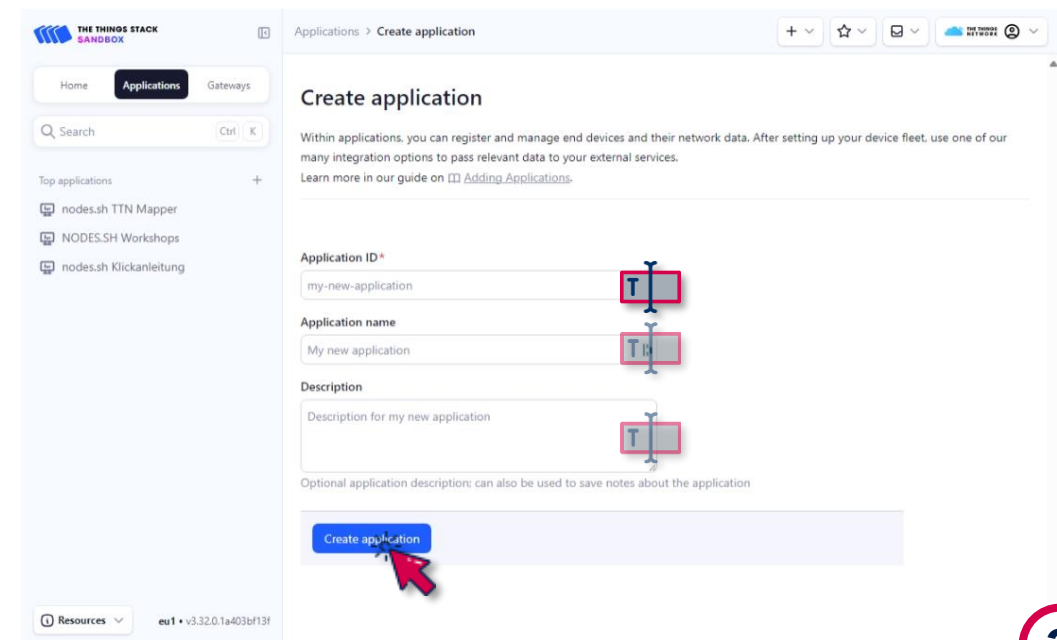 THE THINGS STACK
SANDBOX
Applications > Create application
THE THINGS
NETWORK
Home Applications Gateways
Search Ctrl K
Top applications +
nodes.sh TTN Mapper
NODES.SH Workshops
nodes.sh Klickanleitung
Create application
Within applications, you can register and manage end devices and their network data. After setting up your device fleet, use one of our
many integration options to pass relevant data to your external services.
Learn more in our guide on Adding Applications.
Application ID*
my-new-application
T
Application name
My new application
T
Description
Description for my new application
T
Optional application description; can also be used to save notes about the application
Create application
Resources eu1 • v3.32.0.1a403bf13f